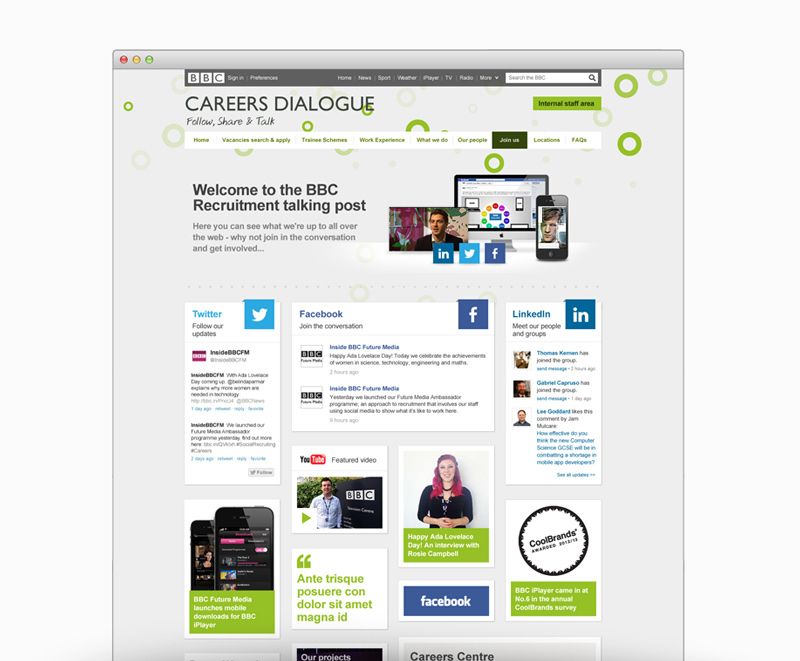 BBC Sign in Preferences Home News Sport Weather iPlayer TV Radio More Search the BBC
CAREERS DIALOGUE
Follow, Share & Talk
Internal staff area
Home Vacancies search & apply Trainee Schemes Work Experience What we do Our people Join us Locations FAQs
Welcome to the BBC
Recruitment talking post
Here you can see what we're up to all over
the web - why not join in the conversation
and get involved...
in f
Twitter
Follow our
updates
InsideBBCFM
@InsideBBCFM
InsideBBCFM With Ada Lovelace
Day coming up, @belindaparmar
explains why more women
are needed in technology:
@BBCNews
1 day ago retweet reply favorite
InsideBBCFM We launched our
Future Media Ambassador
programme yesterday. find out more
here: #SocialRecruiting
#Careers
2 days ago retweet reply favorite
Follow
Facebook
Join the conversation
f
BBC
Future Media
Inside BBC Future Media
Happy Ada Lovelace Day! Today we celebrate the achievements
of women in science, technology, engineering and maths.
2 hours ago
BBC
Future Media
Inside BBC Future Media
Yesterday we launched our Future Media Ambassador
programme; an approach to recruitment that involves our staff
using social media to show what it's like to work here.
9 hours ago
LinkedIn
Meet our people
and groups
in
Thomas Kernen has
joined the group.
send message • 2 hours ago
Gabriel Capruso has
joined the group.
send message • 1 day ago
Lee Goddard likes this
comment by Jam
Mulcare:
How effective do you
think the new Computer
Science GCSE will be in
combatting a shortage in
mobile app developers?
See all updates >>
YouTube Featured video
BBC
Television Centre
BBC Future Media
launches mobile
downloads for BBC
iPlayer
Ante trisque
posuere con
dolor sit amet
magna id
Happy Ada Lovelace
Day! An interview with
Rosie Campbell
facebook
CoolBrands
AWARDED 2012/13
BBC iPlayer came in at
No.6 in the annual
CoolBrands survey
Our projects
Careers Centre